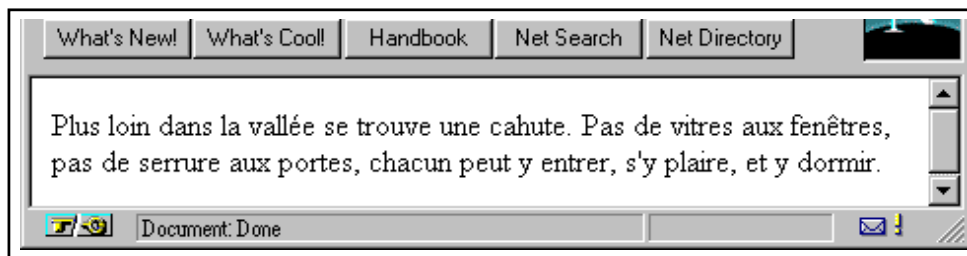 What's New! What's Cool! Handbook Net Search Net Directory
Plus loin dans la vallée se trouve une cahute. Pas de vitres aux fenêtres,
pas de serrure aux portes, chacun peut y entrer, s'y plaire, et y dormir.
Document: Done